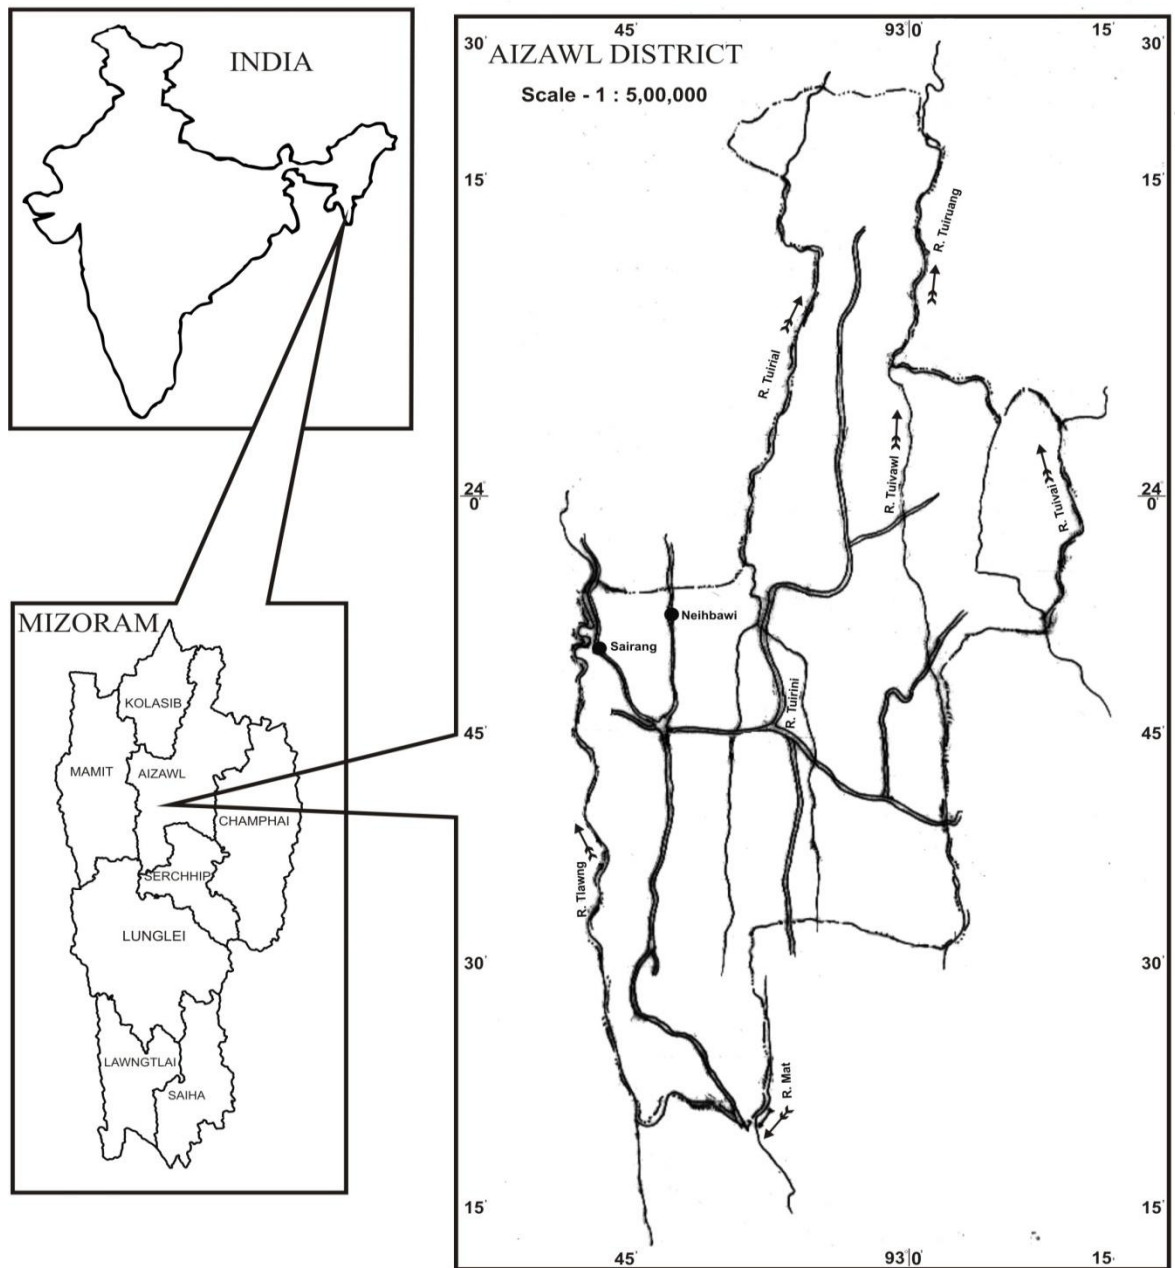 INDIA
MIZORAM
KOLASIB
MAMIT
AIZAWL
CHAMPHAI
SERCHHIP
LUNGLEI
LAWNGTLAI
SAIHA
45'
93 0'
15'
30'
30'
AIZAWL DISTRICT
Scale - 1 : 5,00,000
15'
15'
R. Tuiruang
R. Tuirial
R. Tuivawl
R. Tuivai
24
0'
24
0'
Neihbawi
Sairang
R. Tuirini
45'
45'
R. Tlawng
30'
30'
R. Mat
15'
15'
45'
93 0'
15'